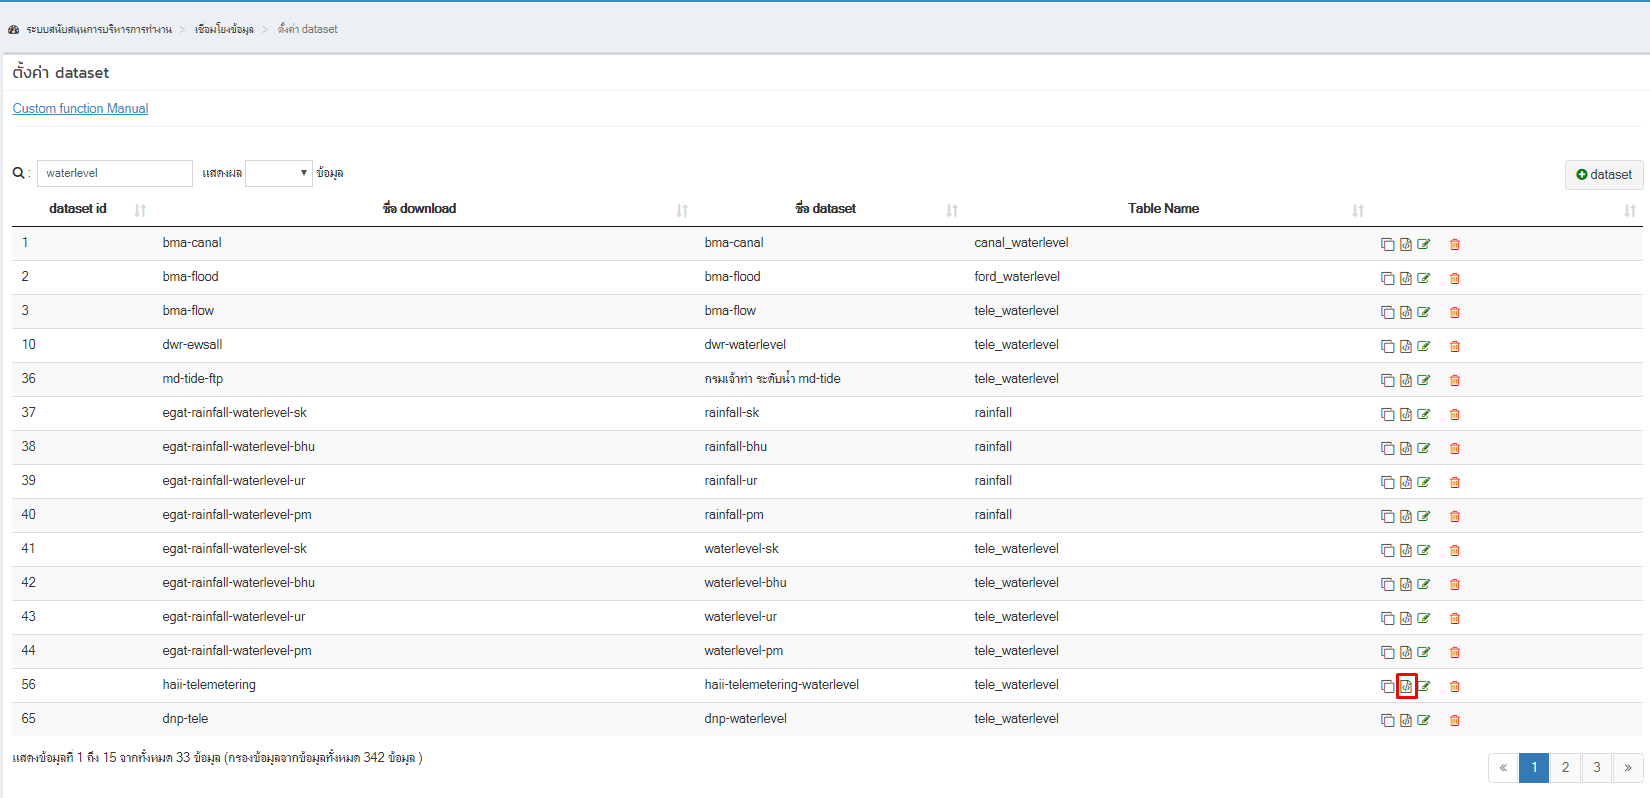 ระบบสนับสนุนการบริหารการทำงาน > เชื่อมโยงข้อมูล > ตั้งค่า dataset
ตั้งค่า dataset
Custom function Manual
: waterlevel แสดงผล ข้อมูล dataset
dataset id ชื่อ download ชื่อ dataset Table Name
1 bma-canal bma-canal canal_waterlevel
2 bma-flood bma-flood ford_waterlevel
3 bma-flow bma-flow tele_waterlevel
10 dwr-ewsall dwr-waterlevel tele_waterlevel
36 md-tide-ftp กรมเจ้าท่า ระดับน้ำ md-tide tele_waterlevel
37 egat-rainfall-waterlevel-sk rainfall-sk rainfall
38 egat-rainfall-waterlevel-bhu rainfall-bhu rainfall
39 egat-rainfall-waterlevel-ur rainfall-ur rainfall
40 egat-rainfall-waterlevel-pm rainfall-pm rainfall
41 egat-rainfall-waterlevel-sk waterlevel-sk tele_waterlevel
42 egat-rainfall-waterlevel-bhu waterlevel-bhu tele_waterlevel
43 egat-rainfall-waterlevel-ur waterlevel-ur tele_waterlevel
44 egat-rainfall-waterlevel-pm waterlevel-pm tele_waterlevel
56 haii-telemetering haii-telemetering-waterlevel tele_waterlevel
65 dnp-tele dnp-waterlevel tele_waterlevel
แสดงข้อมูลที่ 1 ถึง 15 จากทั้งหมด 33 ข้อมูล (กรองข้อมูลจากข้อมูลทั้งหมด 342 ข้อมูล )
« 1 2 3 »